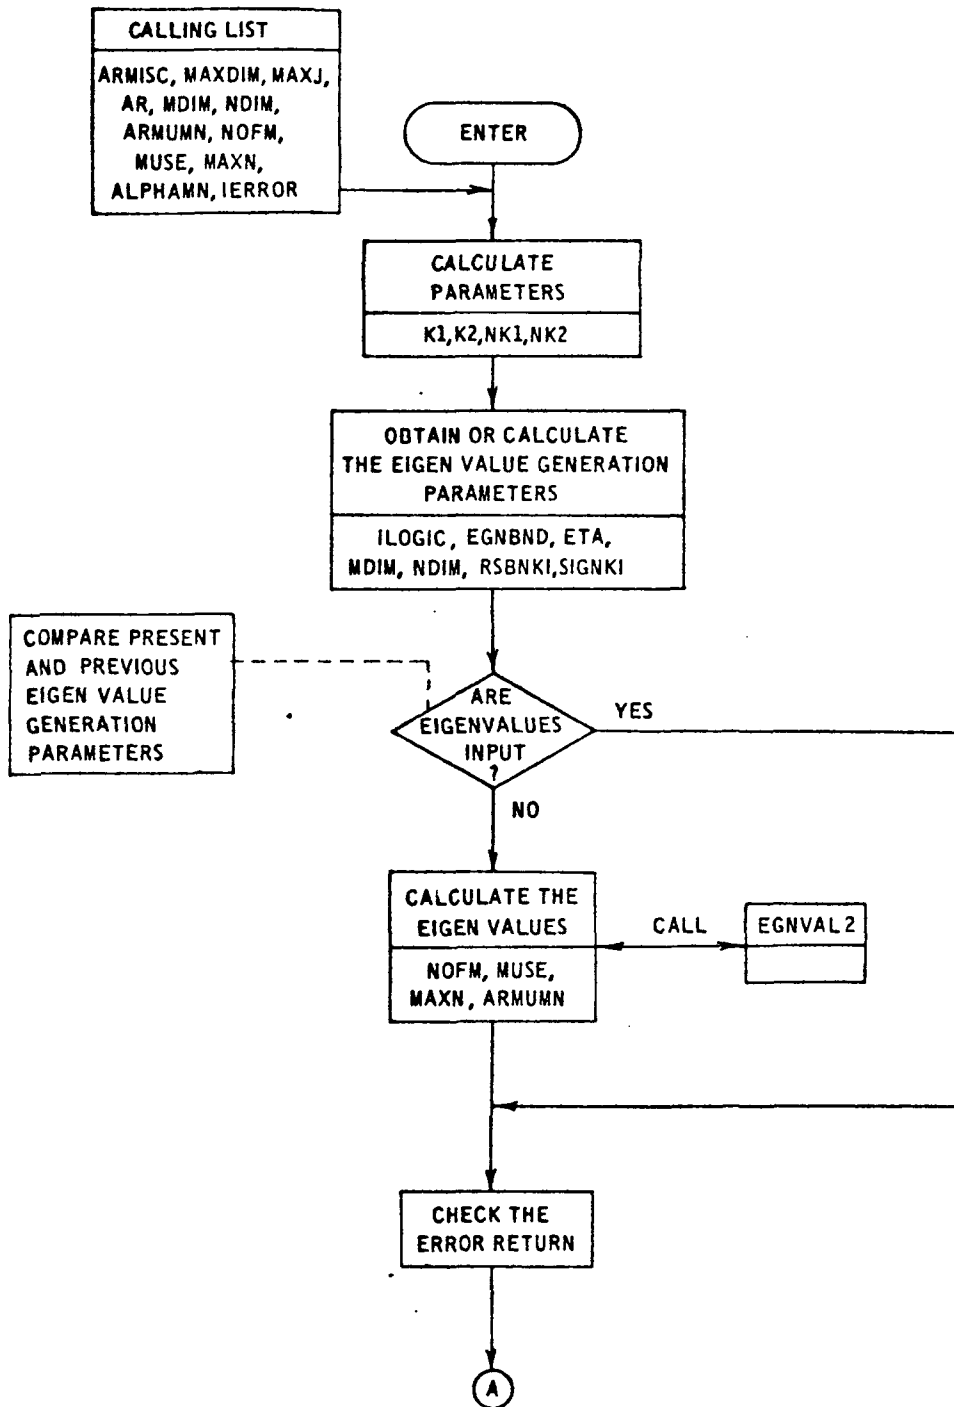 CALLING LIST
ARMISC, MAXDIM, MAXJ,
AR, MDIM, NDIM,
ARMUMN, NOFM,
MUSE, MAXN,
ALPHAMN, IERROR
ENTER
CALCULATE
PARAMETERS
K1,K2,NK1,NK2
OBTAIN OR CALCULATE
THE EIGEN VALUE GENERATION
PARAMETERS
ILOGIC, EGNBND, ETA,
MDIM, NDIM, RSBNKI,SIGNKI
COMPARE PRESENT
AND PREVIOUS
EIGEN VALUE
GENERATION
PARAMETERS
ARE
EIGENVALUES
INPUT
?
YES
NO
CALCULATE THE
EIGEN VALUES
NOFM, MUSE,
MAXN, ARMUMN
CALL
EGNVAL2
CHECK THE
ERROR RETURN
A